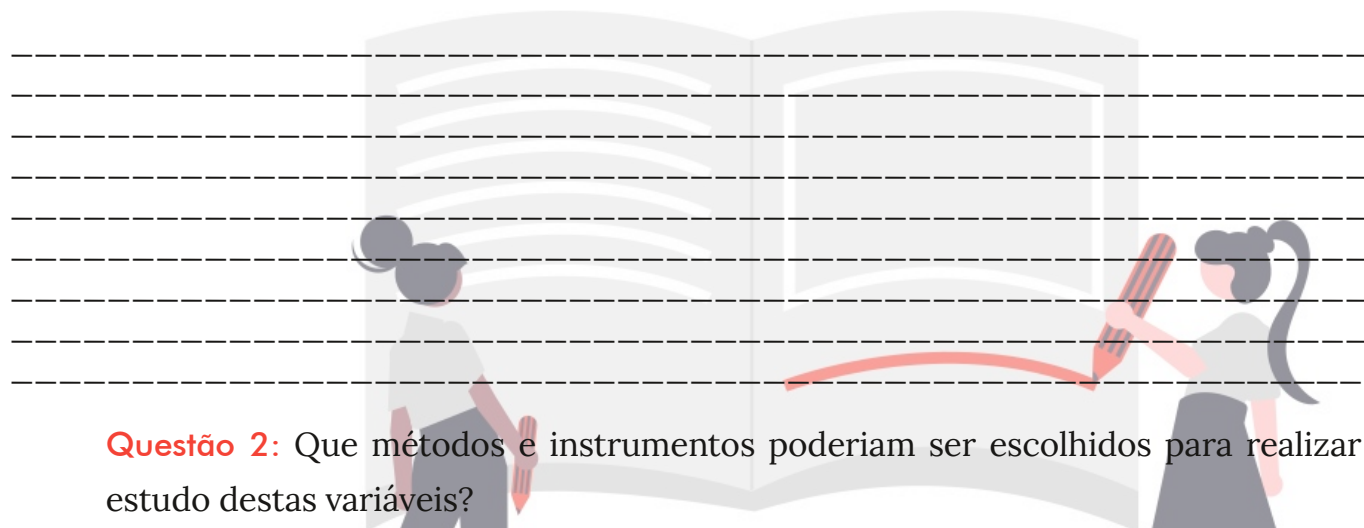 Questão 2: Que métodos e instrumentos poderiam ser escolhidos para realizar
estudo destas variáveis?